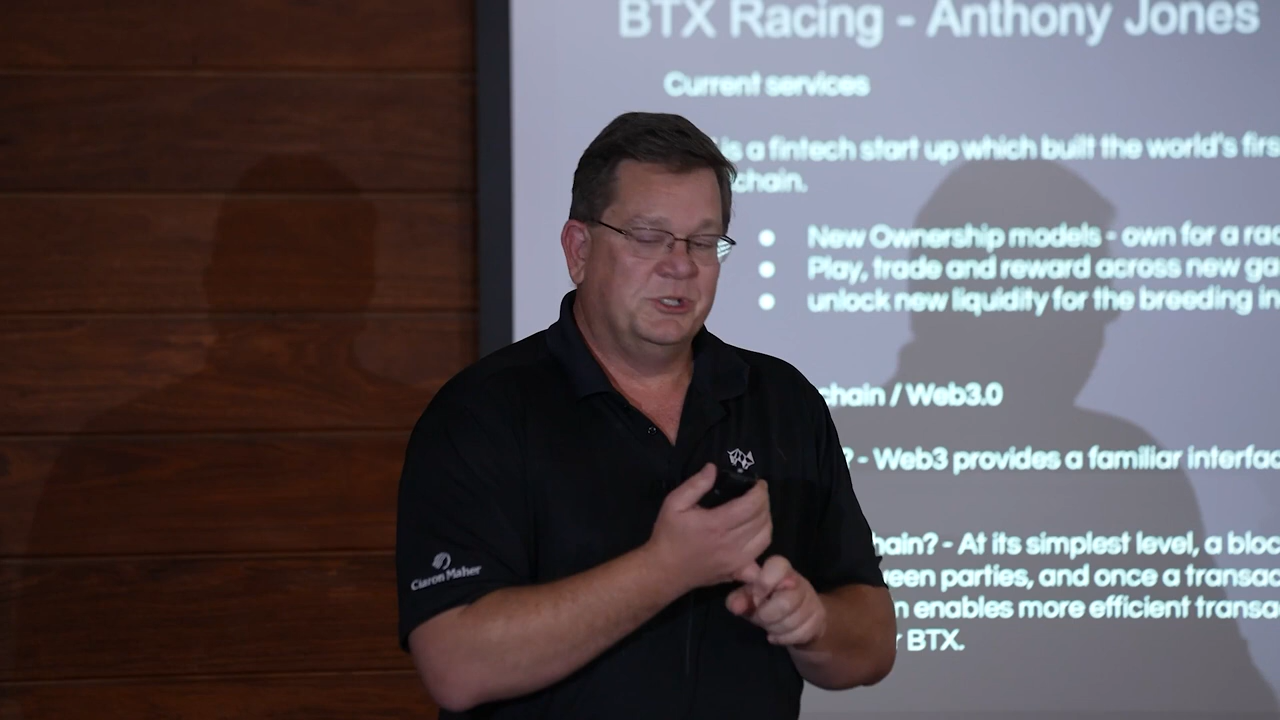 BTX Racing - Anthony Jones
Current services
is a fintech start up which built the world's firs
chain.
New Ownership models - own for a rac
Play, trade and reward across new ga
unlock new liquidity for the breeding in
chain / Web3.0
? - Web3 provides a familiar interfac
hain? - At its simplest level, a bloc
een parties, and once a transac
n enables more efficient transa
r BTX.
Ciaron Maher